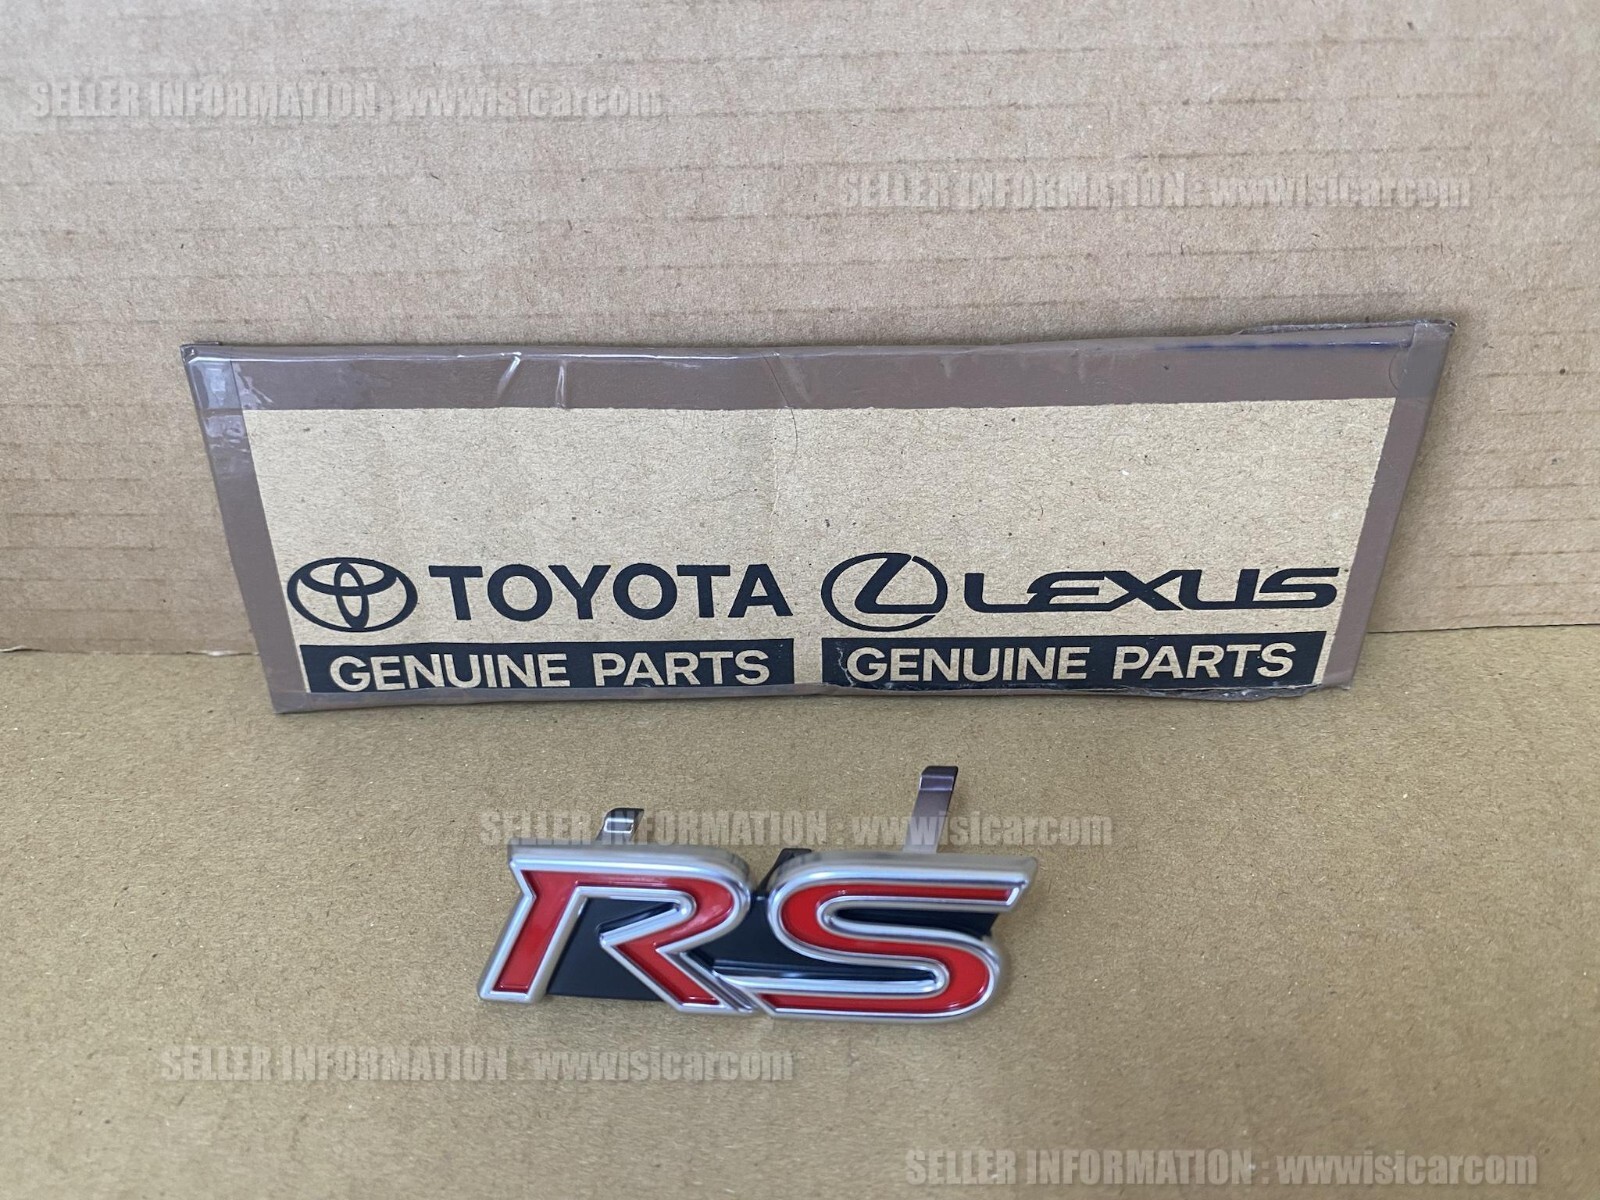 SELLER INFORMATION : wwwisicarcom
SELLER INFORMATION : wwwisicarcom
TOYOTA LEXUS
GENUINE PARTS GENUINE PARTS
SELLER INFORMATION : wwwisicarcom
RS
SELLER INFORMATION : wwwisicarcom
SELLER INFORMATION : wwwisicarcom